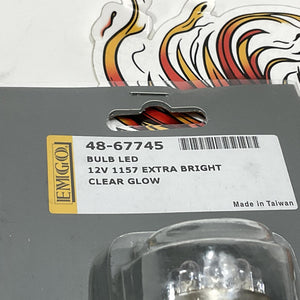 EMGO
48-67745
BULB LED
12V 1157 EXTRA BRIGHT
CLEAR GLOW
Made in Taiwan